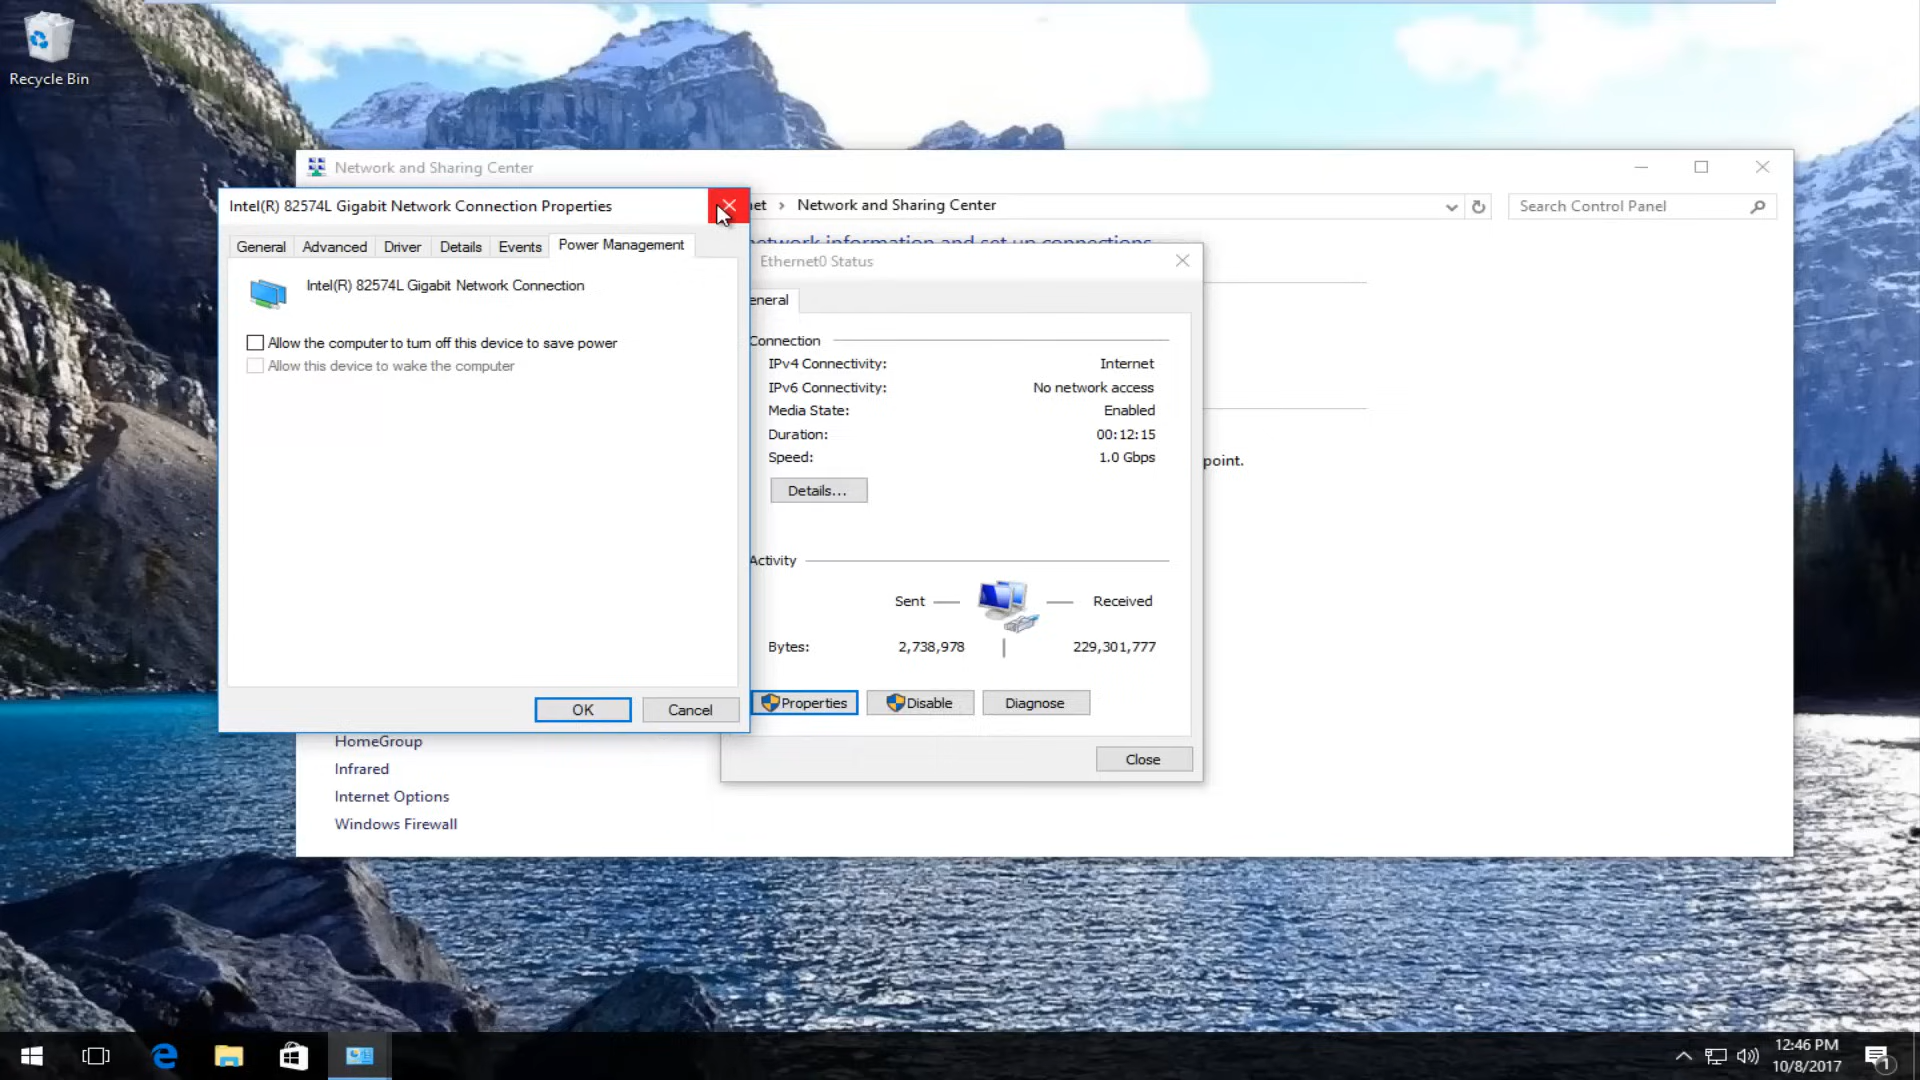 Recycle Bin
Network and Sharing Center
Intel(R) 82574L Gigabit Network Connection Properties
et › Network and Sharing Center
Search Control Panel
General Advanced Driver Details Events Power Management
network information and set up connections
Ethernet0 Status
Intel(R) 82574L Gigabit Network Connection
eneral
Allow the computer to turn off this device to save power
Allow this device to wake the computer
Connection
IPv4 Connectivity: Internet
IPv6 Connectivity: No network access
Media State: Enabled
Duration: 00:12:15
Speed: 1.0 Gbps
point.
Details...
Activity
Sent Received
Bytes: 2,738,978 229,301,777
OK Cancel
Properties Disable Diagnose
Close
HomeGroup
Infrared
Internet Options
Windows Firewall
12:46 PM
10/8/2017
1